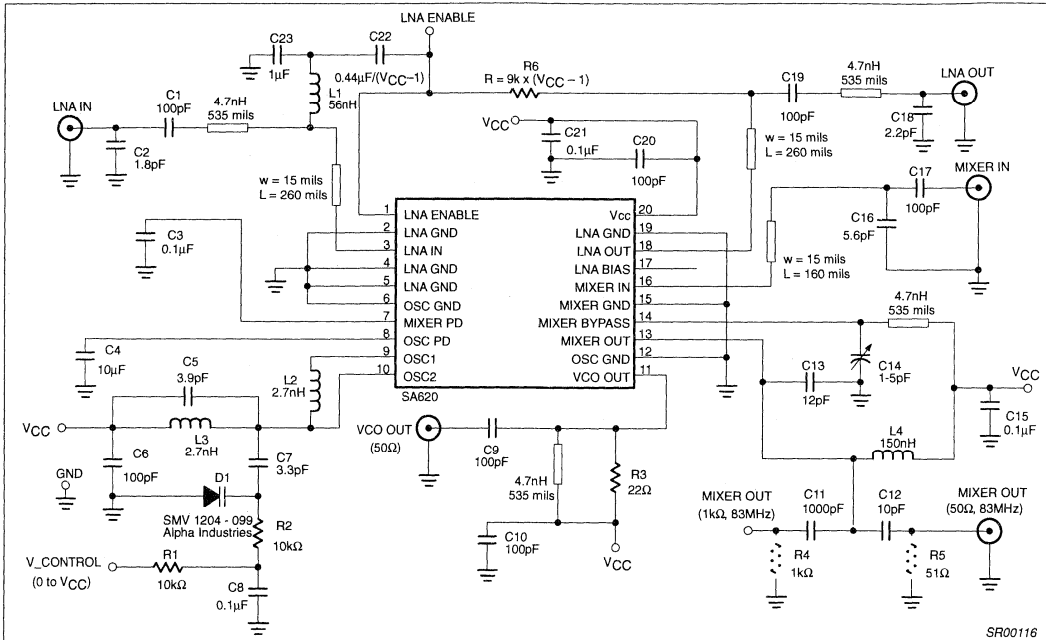 LNA ENABLE
C23
1µF
C22
0.44µF/(VCC−1)
L1
56nH
R6
R = 9k x (VCC − 1)
C19
100pF
4.7nH
535 mils
LNA OUT
C18
2.2pF
LNA IN
C1
100pF
4.7nH
535 mils
C2
1.8pF
VCC
C21
0.1µF
C20
100pF
w = 15 mils
L = 260 mils
w = 15 mils
L = 260 mils
MIXER IN
C17
100pF
C16
5.6pF
w = 15 mils
L = 160 mils
C3
0.1µF
1 LNA ENABLE
2 LNA GND
3 LNA IN
4 LNA GND
5 LNA GND
6 OSC GND
7 MIXER PD
8 OSC PD
9 OSC1
10 OSC2
Vcc 20
LNA GND 19
LNA OUT 18
LNA BIAS 17
MIXER IN 16
MIXER GND 15
MIXER BYPASS 14
MIXER OUT 13
OSC GND 12
VCO OUT 11
SA620
4.7nH
535 mils
C4
10µF
C5
3.9pF
L2
2.7nH
C13
12pF
C14
1-5pF
VCC
C15
0.1µF
VCC
L3
2.7nH
C6
100pF
C7
3.3pF
GND
D1
SMV 1204 - 099
Alpha Industries
R2
10kΩ
V_CONTROL
(0 to VCC)
R1
10kΩ
C8
0.1µF
VCO OUT
(50Ω)
C9
100pF
4.7nH
535 mils
R3
22Ω
C10
100pF
VCC
L4
150nH
MIXER OUT
(1kΩ, 83MHz)
C11
1000pF
C12
10pF
MIXER OUT
(50Ω, 83MHz)
R4
1kΩ
R5
51Ω
SR00116